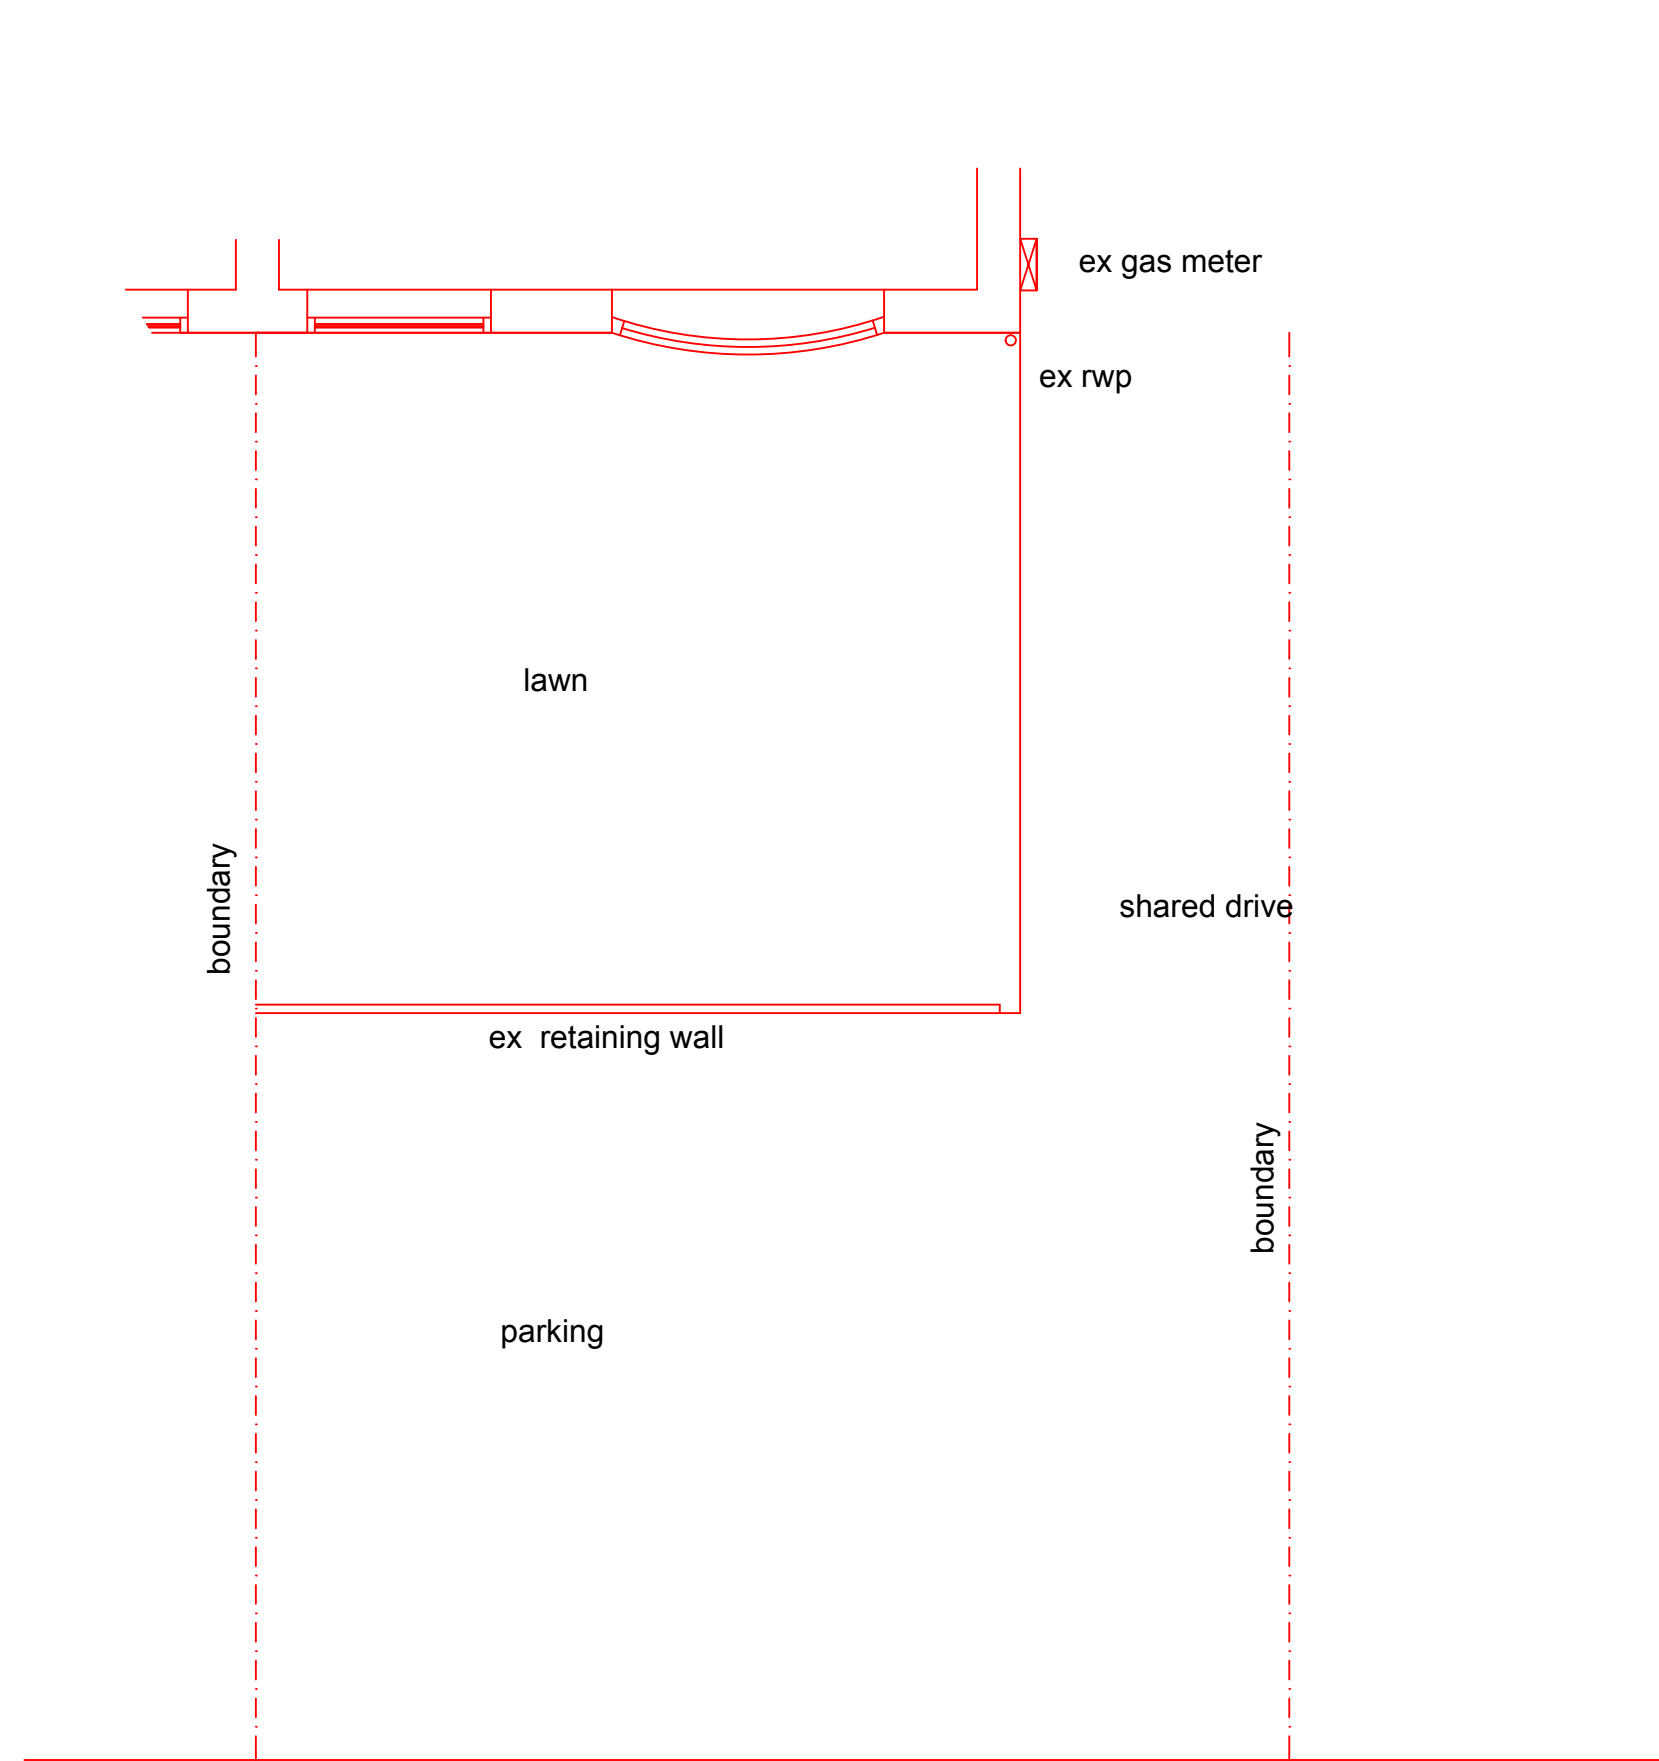 ex gas meter
ex rwp
lawn
boundary
shared drive
ex  retaining wall
boundary
parking